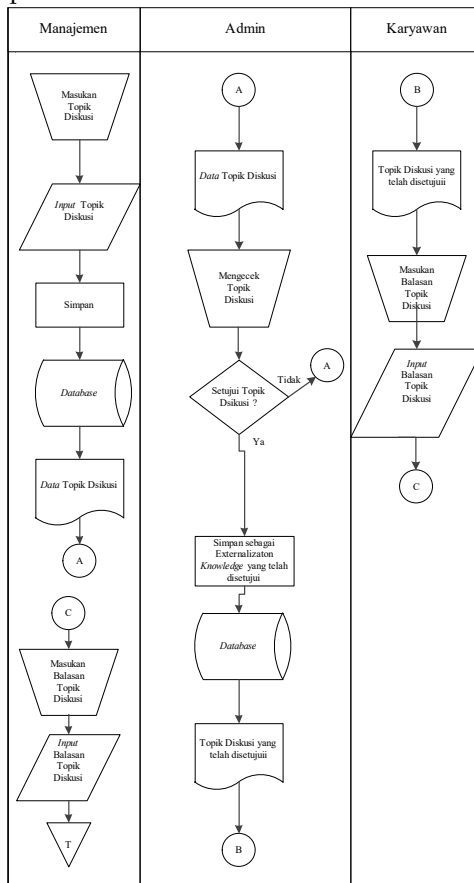 Manajemen
Masukan
Topik
Diskusi
Input Topik
Diskusi
Simpan
Database
Data Topik Dsikusi
A
C
Masukan
Balasan
Topik
Diskusi
Input
Balasan
Topik
Diskusi
T
Admin
A
Data Topik Diskusi
Mengecek
Topik
Diskusi
Setujui Topik
Dsikusi ?
Tidak
A
Ya
Simpan sebagai
Externalizaton
Knowledge yang telah
disetujui
Database
Topik Diskusi yang
telah disetujuii
B
Karyawan
B
Topik Diskusi yang
telah disetujuii
Masukan
Balasan
Topik
Diskusi
Input
Balasan
Topik
Diskusi
C